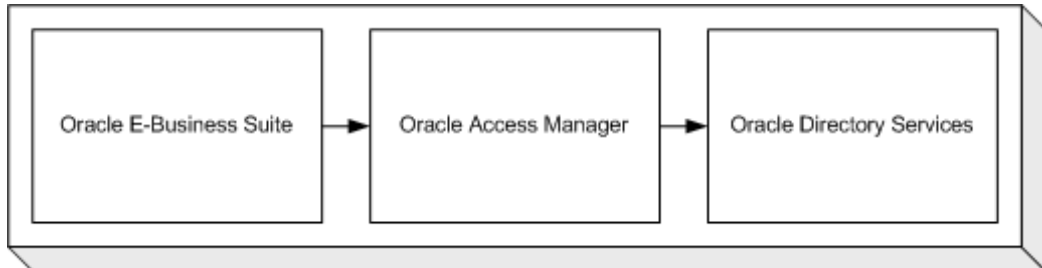 Oracle E-Business Suite
Oracle Access Manager
Oracle Directory Services